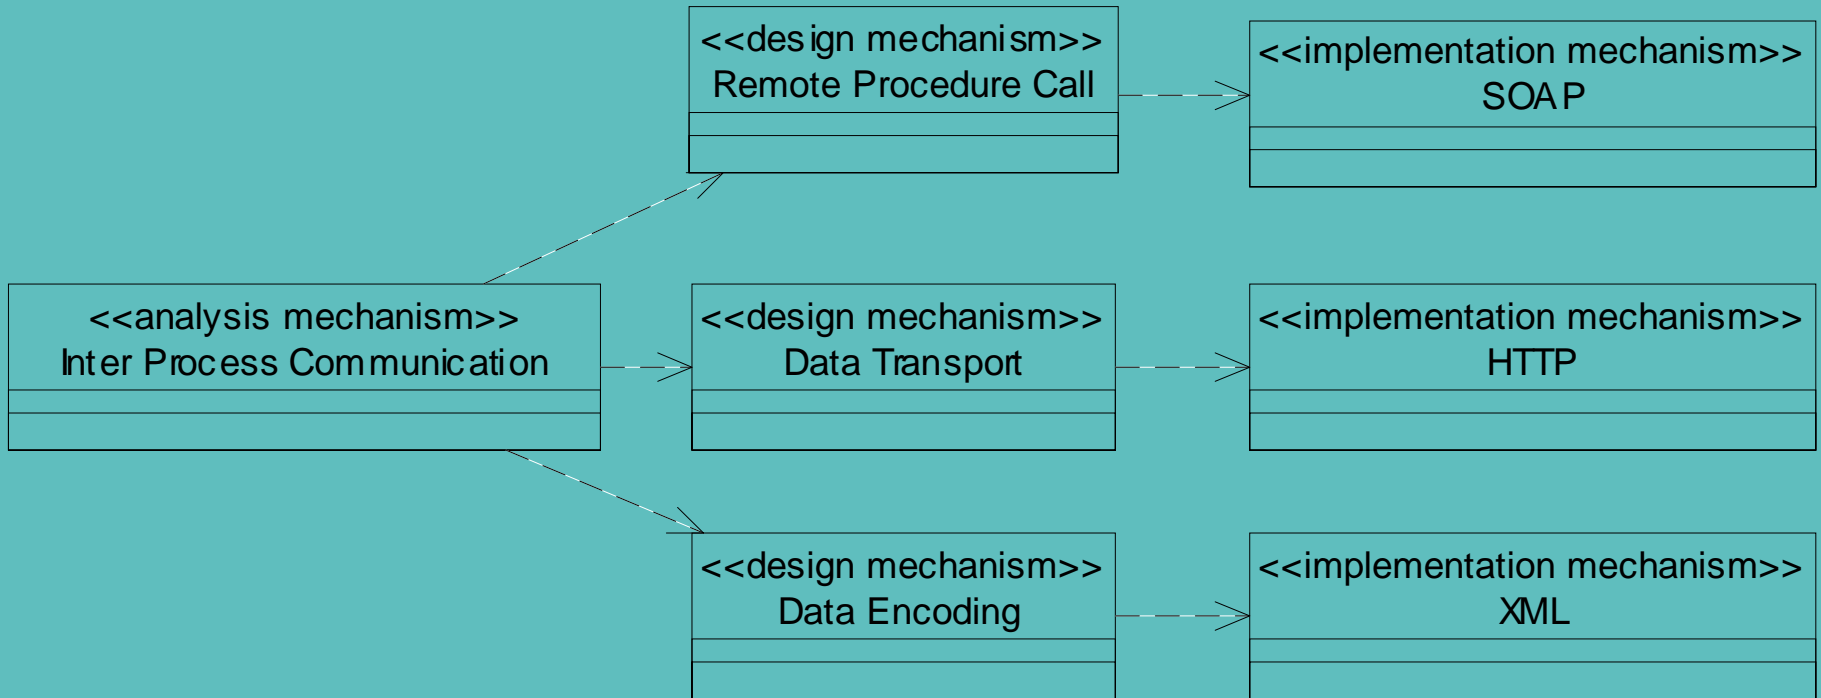 <<design mechanism>>
Remote Procedure Call
<<implementation mechanism>>
SOAP
<<analysis mechanism>>
Inter Process Communication
<<design mechanism>>
Data Transport
<<implementation mechanism>>
HTTP
<<design mechanism>>
Data Encoding
<<implementation mechanism>>
XML